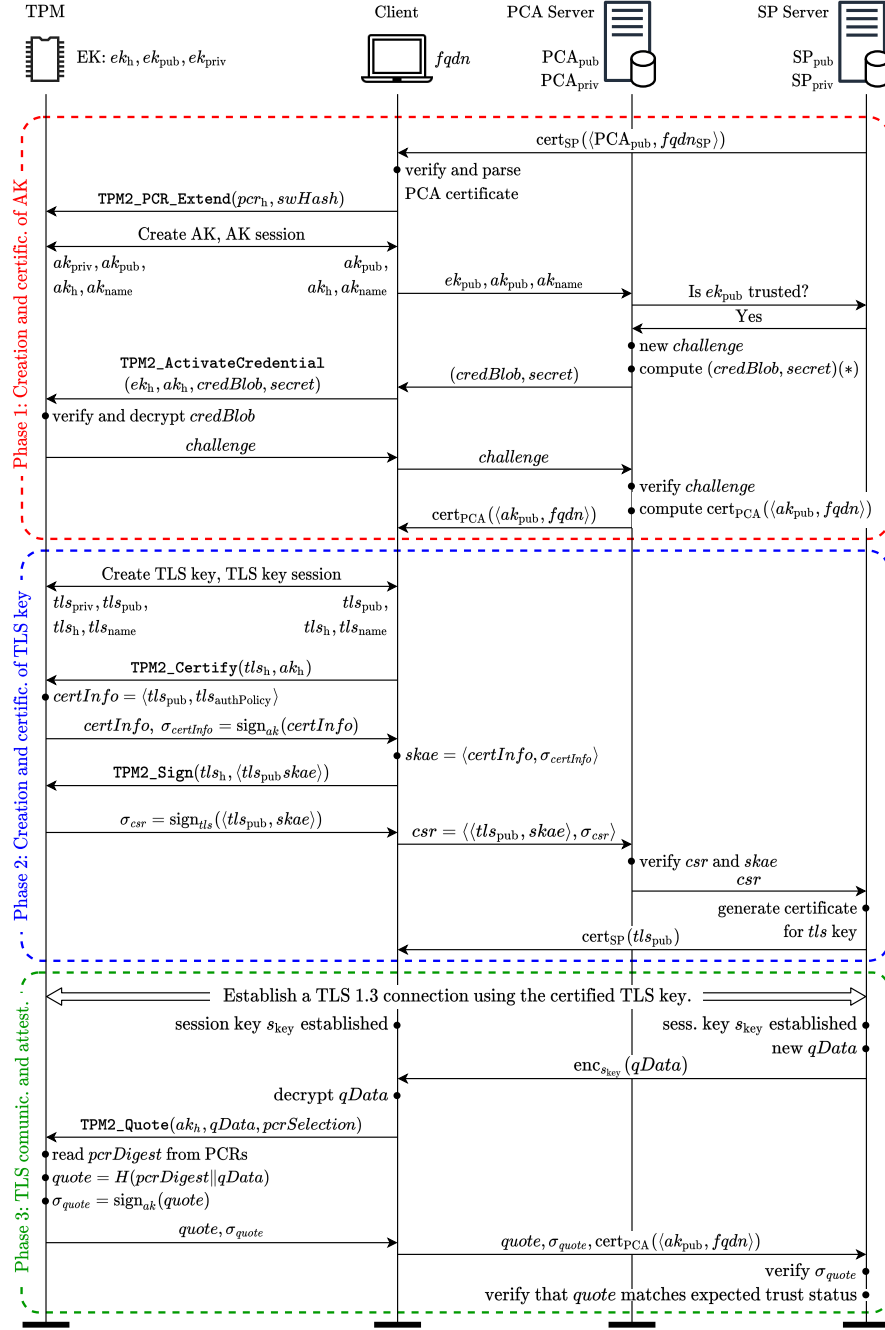 TPM
Client
PCA Server
SP Server
EK: ek_h, ek_pub, ek_priv
fqdn
PCA_pub
PCA_priv
SP_pub
SP_priv
Phase 1: Creation and certific. of AK
cert_SP(⟨PCA_pub, fqdn_SP⟩)
verify and parse
PCA certificate
TPM2_PCR_Extend(pcr_h, swHash)
Create AK, AK session
ak_priv, ak_pub,
ak_h, ak_name
ak_pub,
ak_h, ak_name
ek_pub, ak_pub, ak_name
Is ek_pub trusted?
Yes
new challenge
compute (credBlob, secret)(*)
(credBlob, secret)
TPM2_ActivateCredential
(ek_h, ak_h, credBlob, secret)
verify and decrypt credBlob
challenge
challenge
verify challenge
compute cert_PCA(⟨ak_pub, fqdn⟩)
cert_PCA(⟨ak_pub, fqdn⟩)
Phase 2: Creation and certific. of TLS key
Create TLS key, TLS key session
tls_priv, tls_pub,
tls_h, tls_name
tls_pub,
tls_h, tls_name
TPM2_Certify(tls_h, ak_h)
certInfo = ⟨tls_pub, tls_authPolicy⟩
certInfo, σ_certInfo = sign_ak(certInfo)
skae = ⟨certInfo, σ_certInfo⟩
TPM2_Sign(tls_h, ⟨tls_pub skae⟩)
σ_csr = sign_tls(⟨tls_pub, skae⟩)
csr = ⟨⟨tls_pub, skae⟩, σ_csr⟩
verify csr and skae
csr
generate certificate
for tls key
cert_SP(tls_pub)
Phase 3: TLS comunic. and attest.
Establish a TLS 1.3 connection using the certified TLS key.
session key s_key established
sess. key s_key established
new qData
enc_s_key(qData)
decrypt qData
TPM2_Quote(ak_h, qData, pcrSelection)
read pcrDigest from PCRs
quote = H(pcrDigest‖qData)
σ_quote = sign_ak(quote)
quote, σ_quote
quote, σ_quote, cert_PCA(⟨ak_pub, fqdn⟩)
verify σ_quote
verify that quote matches expected trust status